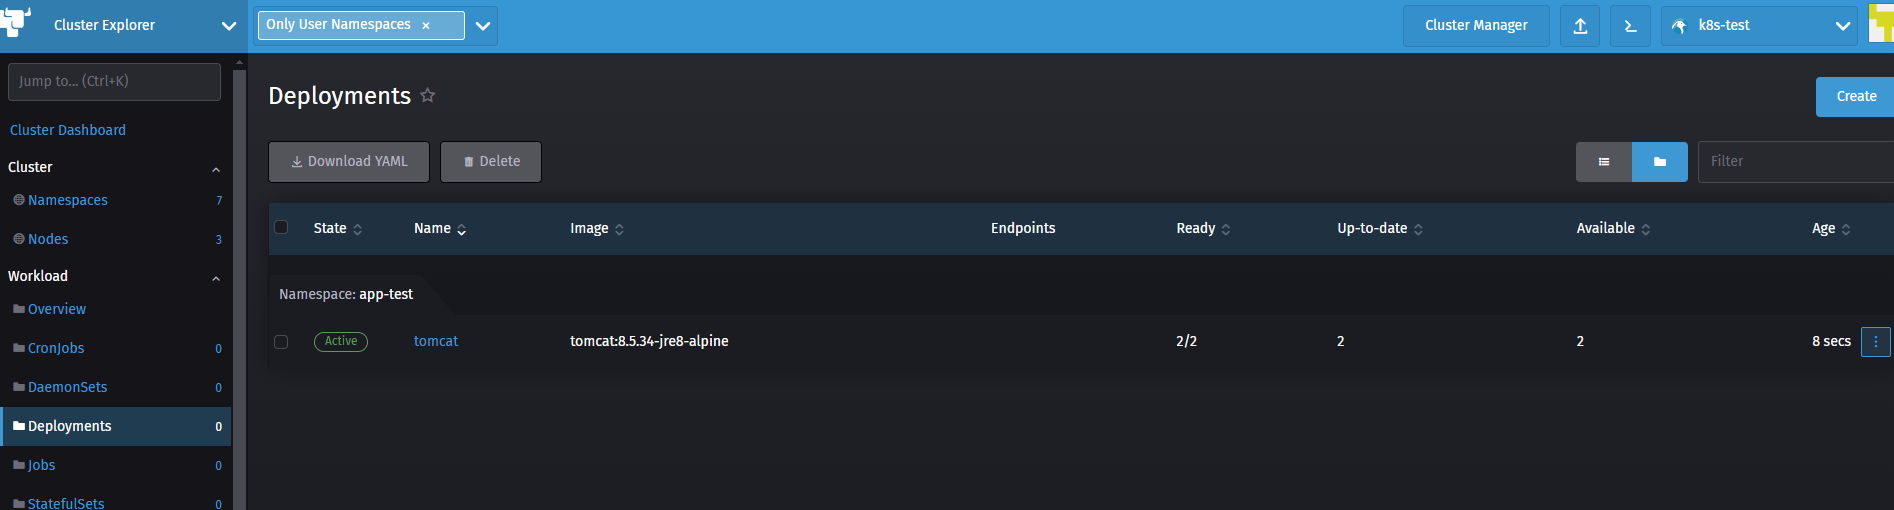 Cluster Explorer
Only User Namespaces ×
Cluster Manager
k8s-test
Jump to... (Ctrl+K)
Cluster Dashboard
Cluster
Namespaces 7
Nodes 3
Workload
Overview
CronJobs 0
DaemonSets 0
Deployments 0
Jobs 0
StatefulSets 0
Deployments
Create
Download YAML
Delete
Filter
State Name Image Endpoints Ready Up-to-date Available Age
Namespace: app-test
Active tomcat tomcat:8.5.34-jre8-alpine 2/2 2 2 8 secs